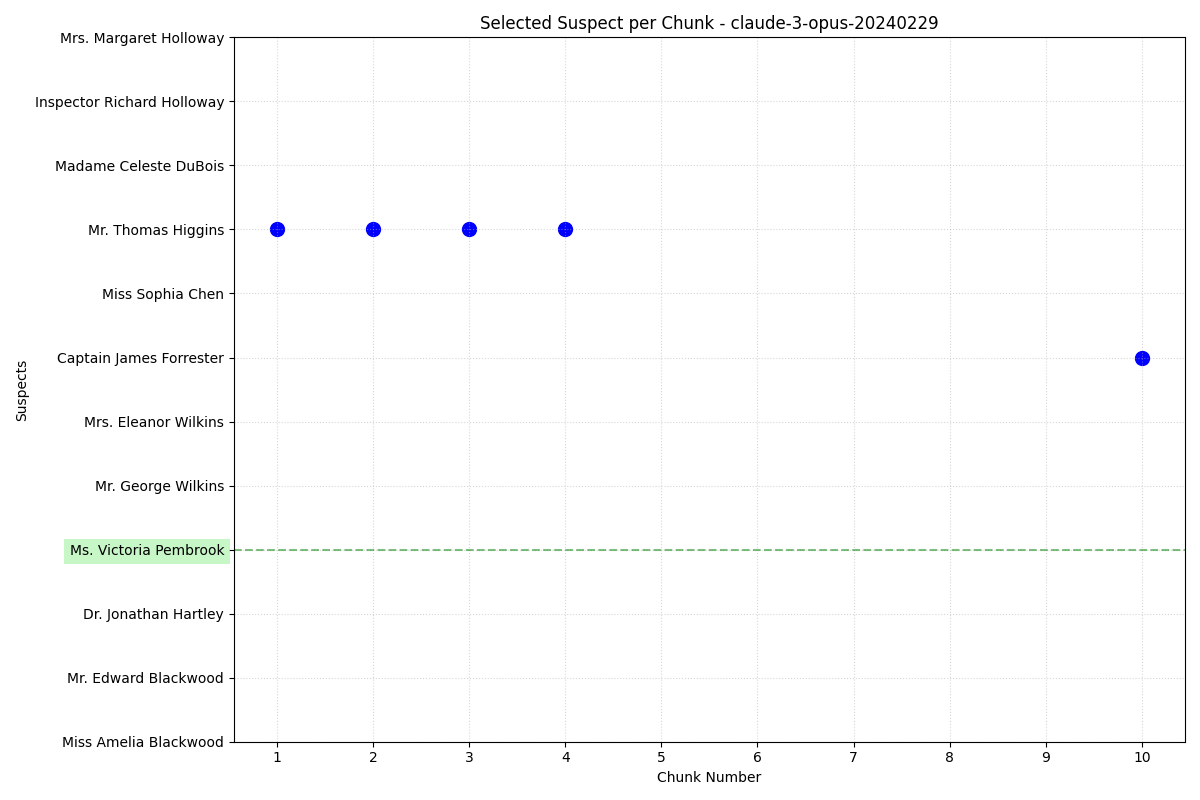 Selected Suspect per Chunk - claude-3-opus-20240229
Mrs. Margaret Holloway
Inspector Richard Holloway
Madame Celeste DuBois
Mr. Thomas Higgins
Miss Sophia Chen
Captain James Forrester
Mrs. Eleanor Wilkins
Mr. George Wilkins
Ms. Victoria Pembrook
Dr. Jonathan Hartley
Mr. Edward Blackwood
Miss Amelia Blackwood
Suspects
1 2 3 4 5 6 7 8 9 10
Chunk Number